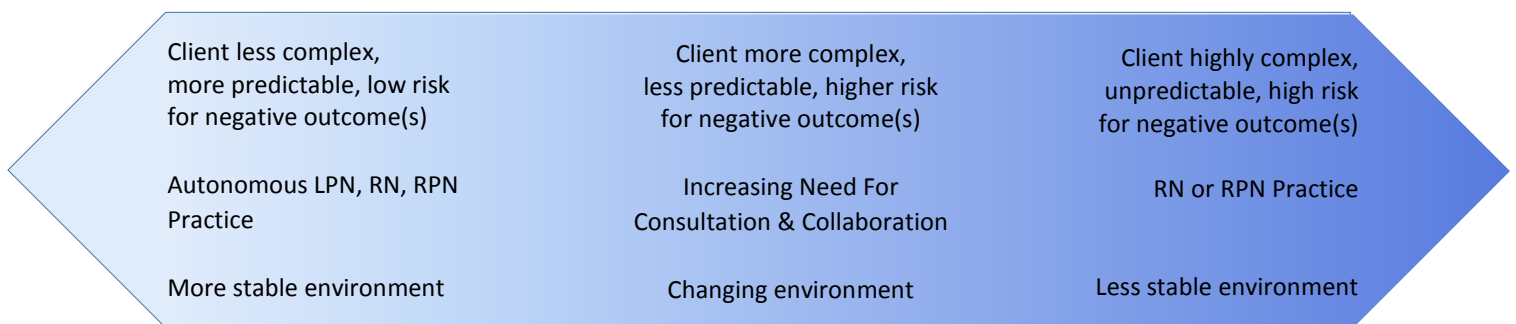 Client less complex,
more predictable, low risk
for negative outcome(s)
Autonomous LPN, RN, RPN
Practice
More stable environment
Client more complex,
less predictable, higher risk
for negative outcome(s)
Increasing Need For
Consultation & Collaboration
Changing environment
Client highly complex,
unpredictable, high risk
for negative outcome(s)
RN or RPN Practice
Less stable environment